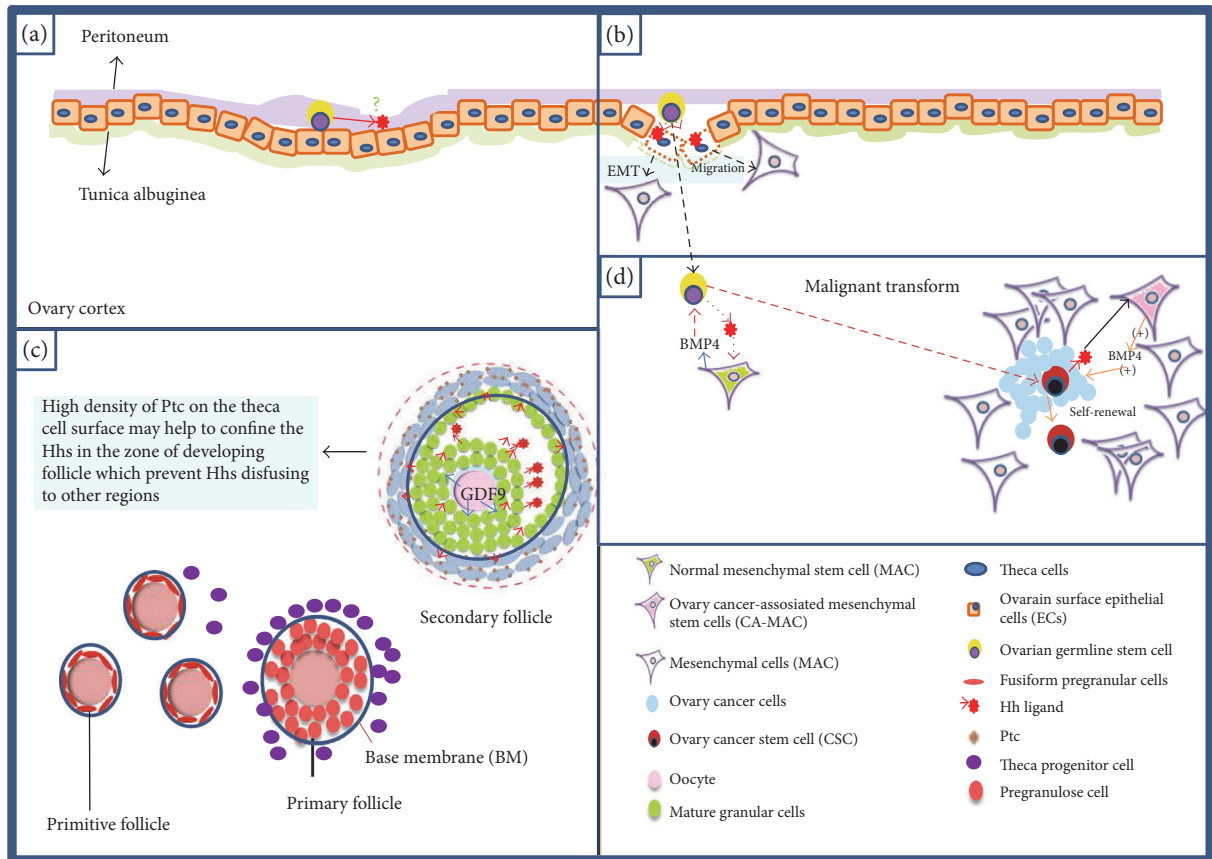 (a)
Peritoneum
?
Tunica albuginea
Ovary cortex
(b)
EMT
Migration
(c)
High density of Ptc on the theca
cell surface may help to confine the
Hhs in the zone of developing
follicle which prevent Hhs disfusing
to other regions
GDF9
Secondary follicle
Base membrane (BM)
Primary follicle
Primitive follicle
(d)
Malignant transform
BMP4
(+)
BMP4
(+)
Self-renewal
Normal mesenchymal stem cell (MAC)
Ovary cancer-assosiated mesenchymal
stem cells (CA-MAC)
Mesenchymal cells (MAC)
Ovary cancer cells
Ovary cancer stem cell (CSC)
Oocyte
Mature granular cells
Theca cells
Ovarain surface epithelial
cells (ECs)
Ovarian germline stem cell
Fusiform pregranular cells
Hh ligand
Ptc
Theca progenitor cell
Pregranulose cell